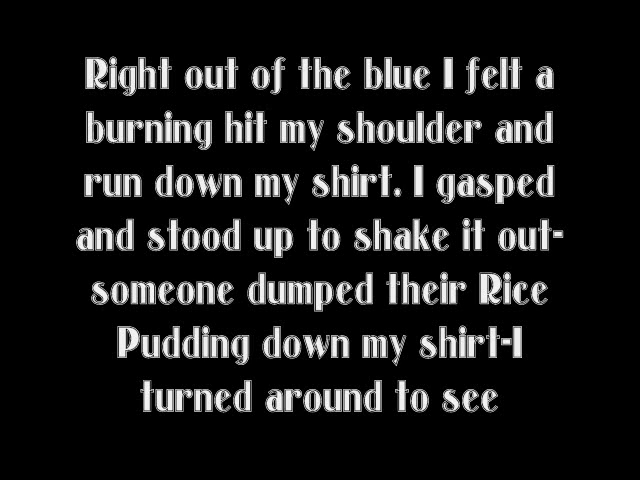 Right out of the blue I felt a
burning hit my shoulder and
run down my shirt. I gasped
and stood up to shake it out-
someone dumped their Rice
Pudding down my shirt-I
turned around to see